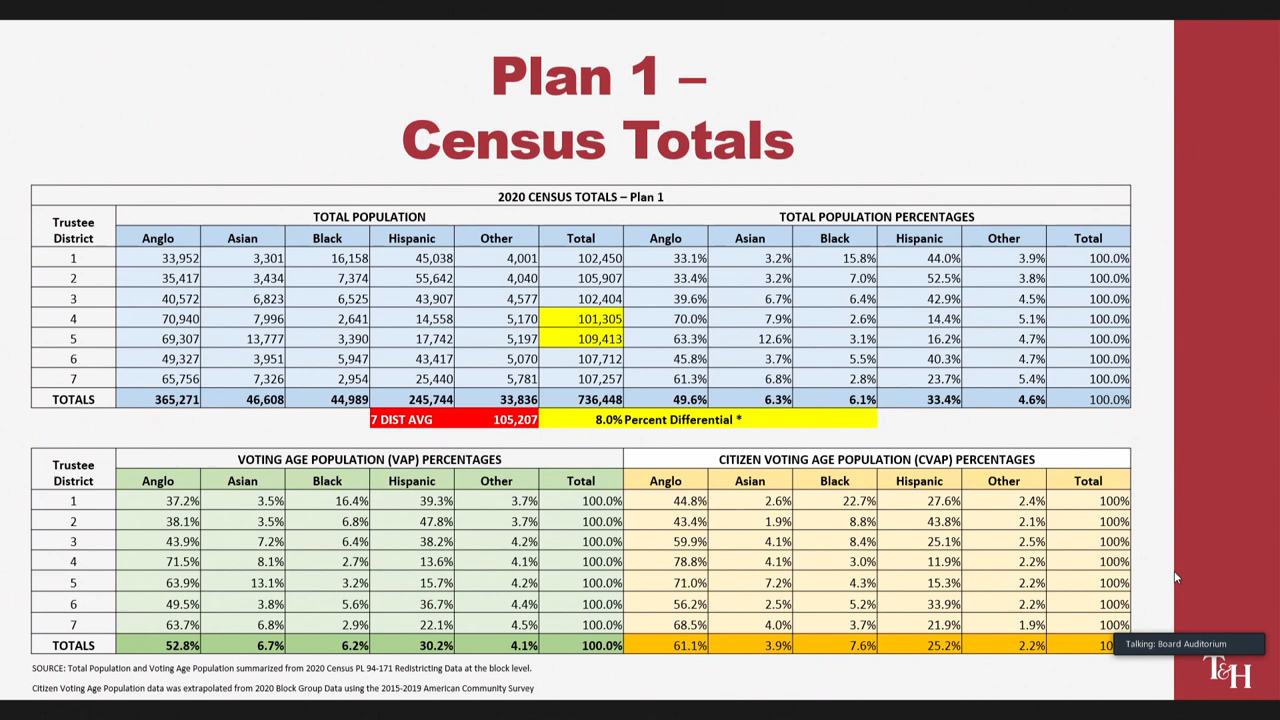 Plan 1 –
Census Totals
2020 CENSUS TOTALS – Plan 1
Trustee District TOTAL POPULATION TOTAL POPULATION PERCENTAGES
Anglo Asian Black Hispanic Other Total Anglo Asian Black Hispanic Other Total
1 33,952 3,301 16,158 45,038 4,001 102,450 33.1% 3.2% 15.8% 44.0% 3.9% 100.0%
2 35,417 3,434 7,374 55,642 4,040 105,907 33.4% 3.2% 7.0% 52.5% 3.8% 100.0%
3 40,572 6,823 6,525 43,907 4,577 102,404 39.6% 6.7% 6.4% 42.9% 4.5% 100.0%
4 70,940 7,996 2,641 14,558 5,170 101,305 70.0% 7.9% 2.6% 14.4% 5.1% 100.0%
5 69,307 13,777 3,390 17,742 5,197 109,413 63.3% 12.6% 3.1% 16.2% 4.7% 100.0%
6 49,327 3,951 5,947 43,417 5,070 107,712 45.8% 3.7% 5.5% 40.3% 4.7% 100.0%
7 65,756 7,326 2,954 25,440 5,781 107,257 61.3% 6.8% 2.8% 23.7% 5.4% 100.0%
TOTALS 365,271 46,608 44,989 245,744 33,836 736,448 49.6% 6.3% 6.1% 33.4% 4.6% 100.0%
7 DIST AVG 105,207 8.0% Percent Differential *
Trustee District VOTING AGE POPULATION (VAP) PERCENTAGES CITIZEN VOTING AGE POPULATION (CVAP) PERCENTAGES
Anglo Asian Black Hispanic Other Total Anglo Asian Black Hispanic Other Total
1 37.2% 3.5% 16.4% 39.3% 3.7% 100.0% 44.8% 2.6% 22.7% 27.6% 2.4% 100%
2 38.1% 3.5% 6.8% 47.8% 3.7% 100.0% 43.4% 1.9% 8.8% 43.8% 2.1% 100%
3 43.9% 7.2% 6.4% 38.2% 4.2% 100.0% 59.9% 4.1% 8.4% 25.1% 2.5% 100%
4 71.5% 8.1% 2.7% 13.6% 4.1% 100.0% 78.8% 4.1% 3.0% 11.9% 2.2% 100%
5 63.9% 13.1% 3.2% 15.7% 4.2% 100.0% 71.0% 7.2% 4.3% 15.3% 2.2% 100%
6 49.5% 3.8% 5.6% 36.7% 4.4% 100.0% 56.2% 2.5% 5.2% 33.9% 2.2% 100%
7 63.7% 6.8% 2.9% 22.1% 4.5% 100.0% 68.5% 4.0% 3.7% 21.9% 1.9% 100%
TOTALS 52.8% 6.7% 6.2% 30.2% 4.1% 100.0% 61.1% 3.9% 7.6% 25.2% 2.2% 10
Talking: Board Auditorium
SOURCE: Total Population and Voting Age Population summarized from 2020 Census PL 94-171 Redistricting Data at the block level.
Citizen Voting Age Population data was extrapolated from 2020 Block Group Data using the 2015-2019 American Community Survey
T&H